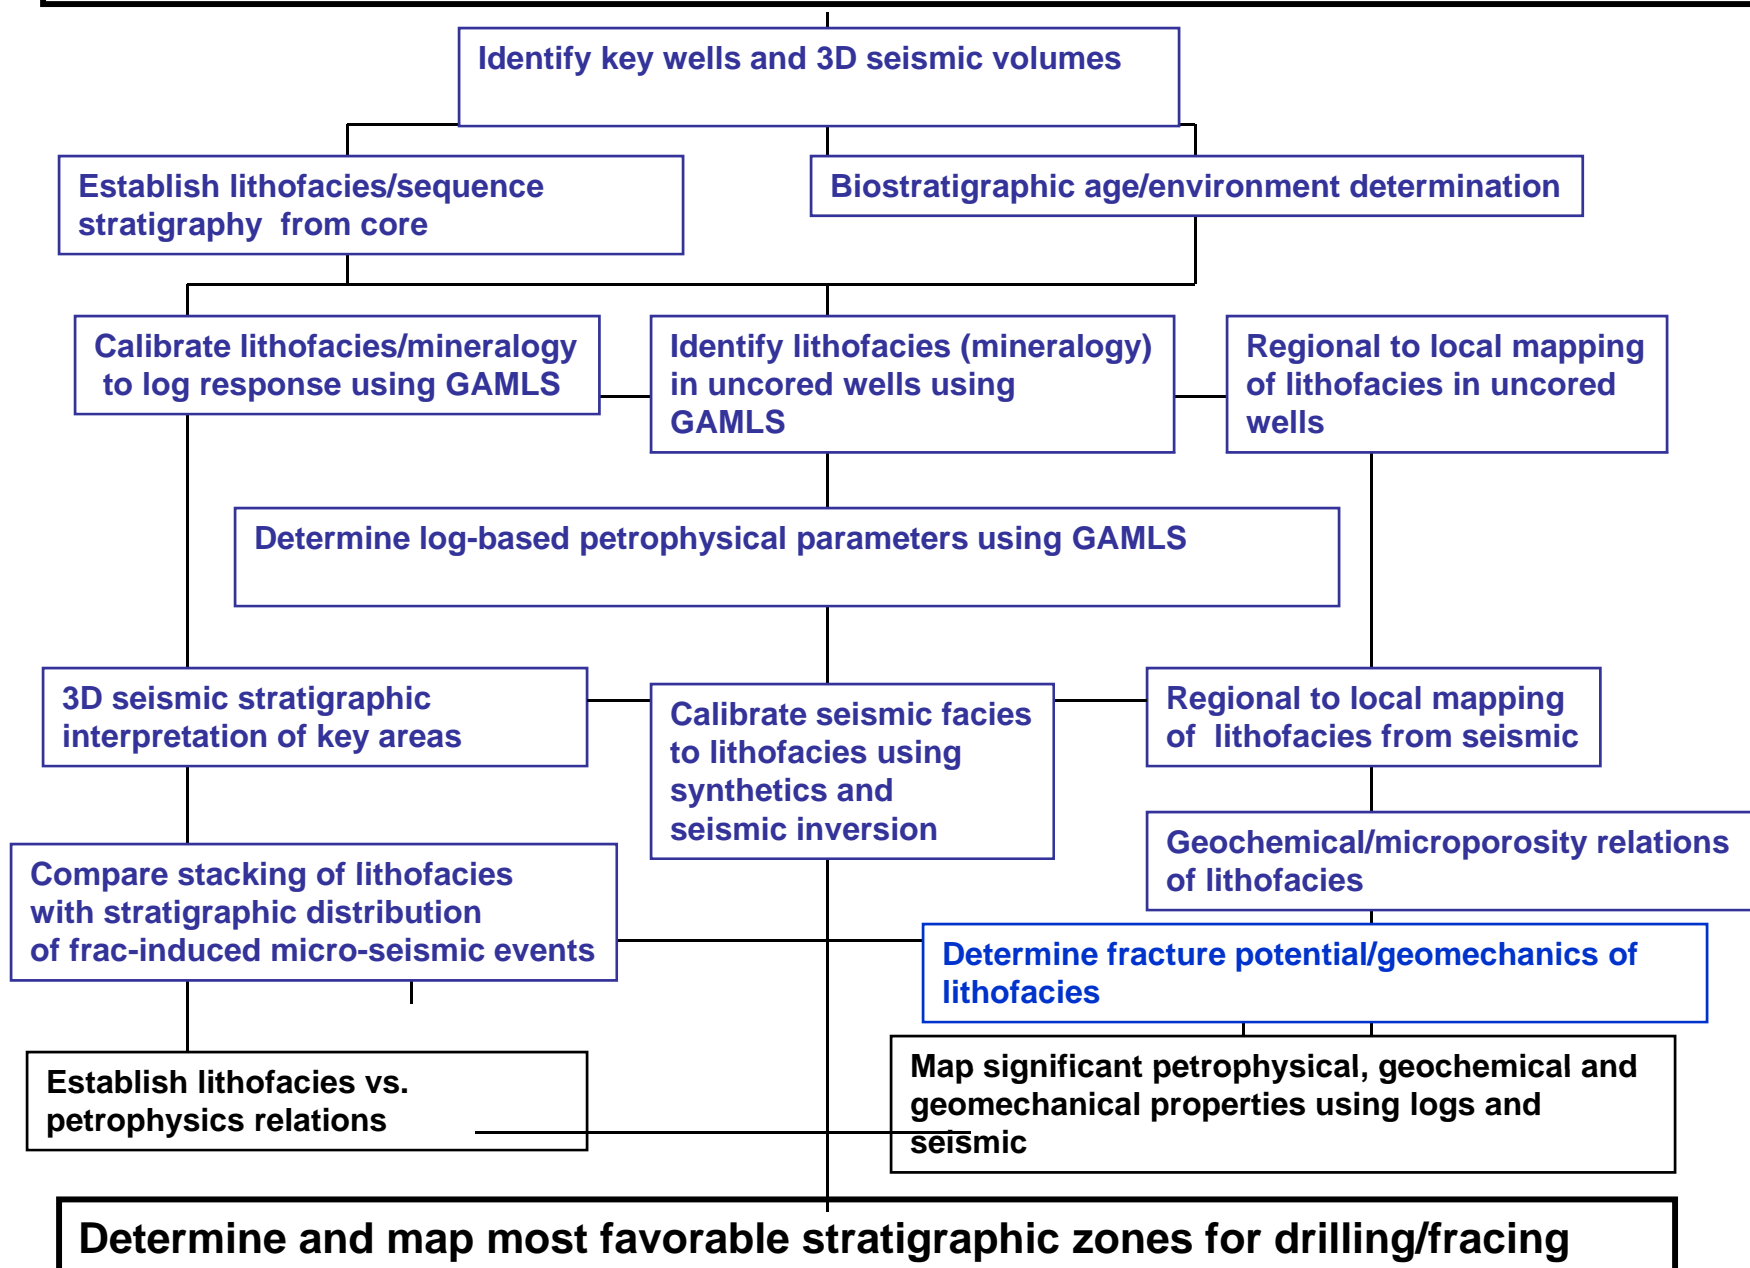 Identify key wells and 3D seismic volumes
Establish lithofacies/sequence
stratigraphy from core
Biostratigraphic age/environment determination
Calibrate lithofacies/mineralogy
to log response using GAMLS
Identify lithofacies (mineralogy)
in uncored wells using
GAMLS
Regional to local mapping
of lithofacies in uncored
wells
Determine log-based petrophysical parameters using GAMLS
3D seismic stratigraphic
interpretation of key areas
Calibrate seismic facies
to lithofacies using
synthetics and
seismic inversion
Regional to local mapping
of lithofacies from seismic
Geochemical/microporosity relations
of lithofacies
Compare stacking of lithofacies
with stratigraphic distribution
of frac-induced micro-seismic events
Determine fracture potential/geomechanics of
lithofacies
Establish lithofacies vs.
petrophysics relations
Map significant petrophysical, geochemical and
geomechanical properties using logs and
seismic
Determine and map most favorable stratigraphic zones for drilling/fracing